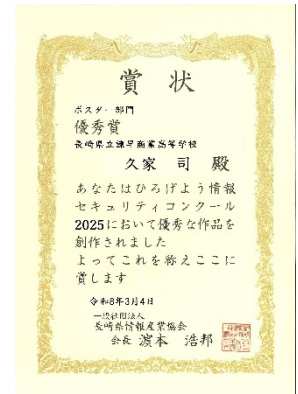 賞状
ポスター部門
優秀賞
長崎県立諫早商業高等学校
久家 司 殿
あなたはひろげよう情報
セキュリティコンクール
2025において優秀な作品を
創作されました
よってこれを称えここに
賞します
令和8年3月4日
一般社団法人
長崎県情報産業協会
会長 濵本 浩邦